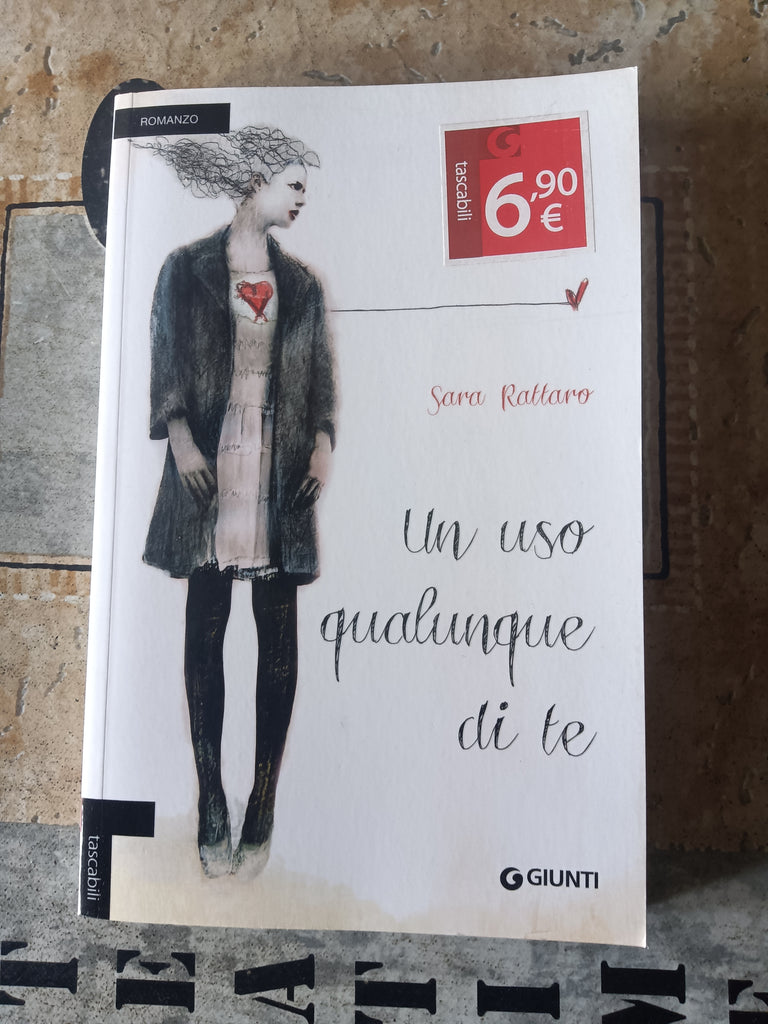 ROMANZO
tascabili
6,90
€
Sara Rattaro
Un uso
qualunque
di te
tascabili
GIUNTI